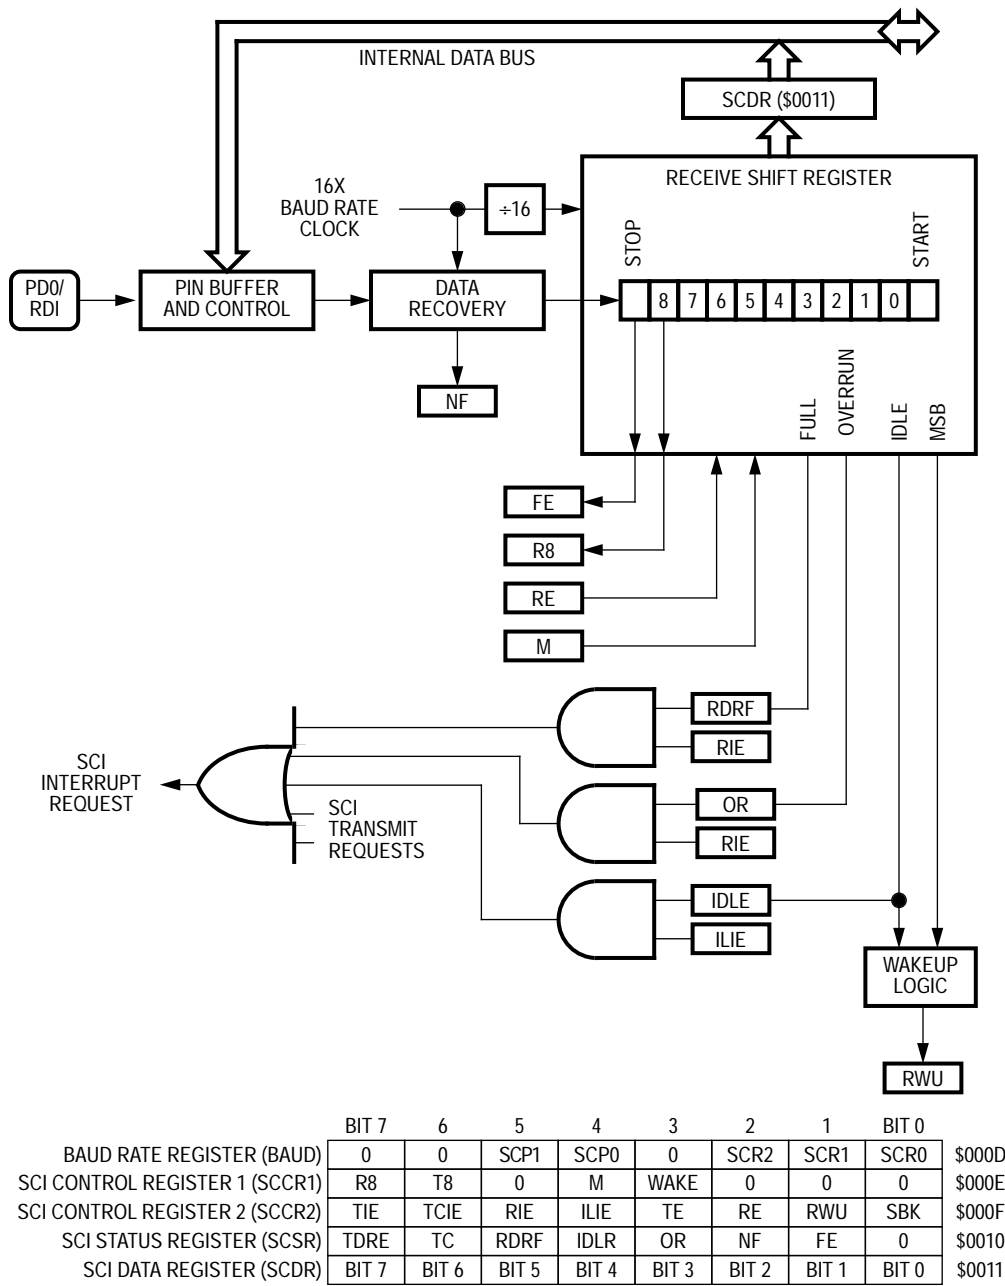 INTERNAL DATA BUS
SCDR ($0011)
RECEIVE SHIFT REGISTER
16X
BAUD RATE
CLOCK
÷16
STOP
START
PD0/
RDI
PIN BUFFER
AND CONTROL
DATA
RECOVERY
8 7 6 5 4 3 2 1 0
NF
FULL
OVERRUN
IDLE
MSB
FE
R8
RE
M
RDRF
RIE
SCI
INTERRUPT
REQUEST
SCI
TRANSMIT
REQUESTS
OR
RIE
IDLE
ILIE
WAKEUP
LOGIC
RWU
BIT 7 6 5 4 3 2 1 BIT 0
BAUD RATE REGISTER (BAUD) 0 0 SCP1 SCP0 0 SCR2 SCR1 SCR0 $000D
SCI CONTROL REGISTER 1 (SCCR1) R8 T8 0 M WAKE 0 0 0 $000E
SCI CONTROL REGISTER 2 (SCCR2) TIE TCIE RIE ILIE TE RE RWU SBK $000F
SCI STATUS REGISTER (SCSR) TDRE TC RDRF IDLR OR NF FE 0 $0010
SCI DATA REGISTER (SCDR) BIT 7 BIT 6 BIT 5 BIT 4 BIT 3 BIT 2 BIT 1 BIT 0 $0011